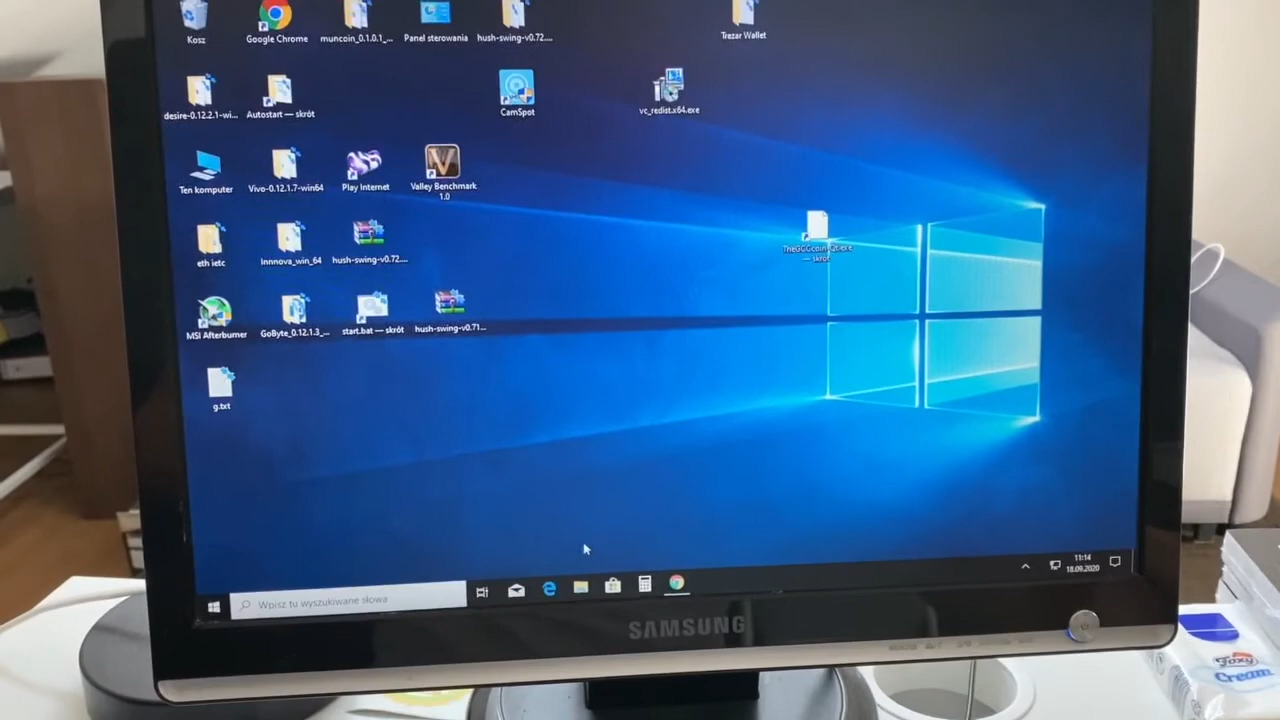 Kosz
Google Chrome
muncoin_0.1.0.1_...
Panel sterowania
hush-swing-v0.72....
Trezar Wallet
desire-0.12.2.1-wi...
Autostart — skrót
CamSpot
vc_redist.x64.exe
Ten komputer
Vivo-0.12.1.7-win64
Play Internet
Valley Benchmark
1.0
eth ietc
Innnova_win_64
hush-swing-v0.72....
— skrót
MSI Afterburner
GoByte_0.12.1.3_...
start.bat — skrót
hush-swing-v0.71...
g.txt
Wpisz tu wyszukiwane słowa
11:14
18.09.2020
SAMSUNG
Foxy
Cream